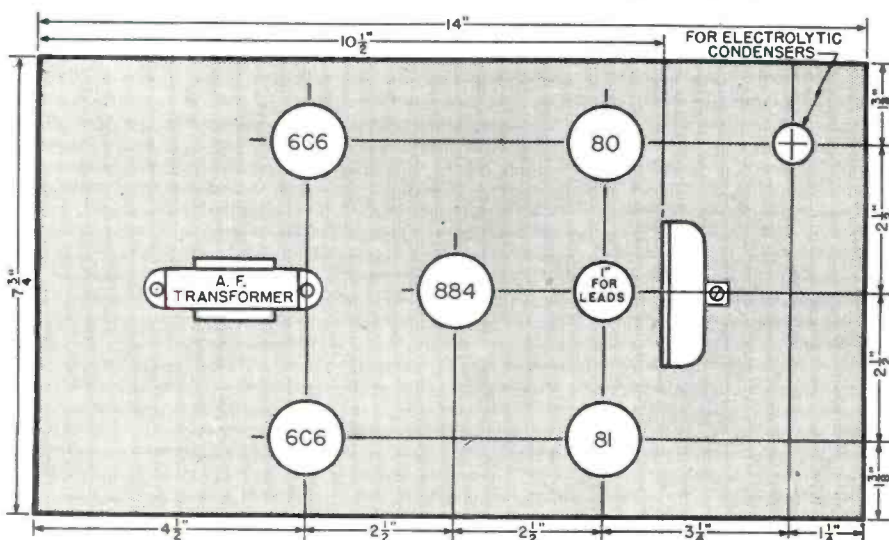 14"
10 1/2"
FOR ELECTROLYTIC
CONDENSERS
1 3/8"
6C6
80
2 1/2"
7 3/4"
A. F.
TRANSFORMER
884
1"
FOR
LEADS
2 1/2"
6C6
81
1 3/8"
4 1/2"
2 1/2"
2 1/2"
3 1/4"
1 1/4"